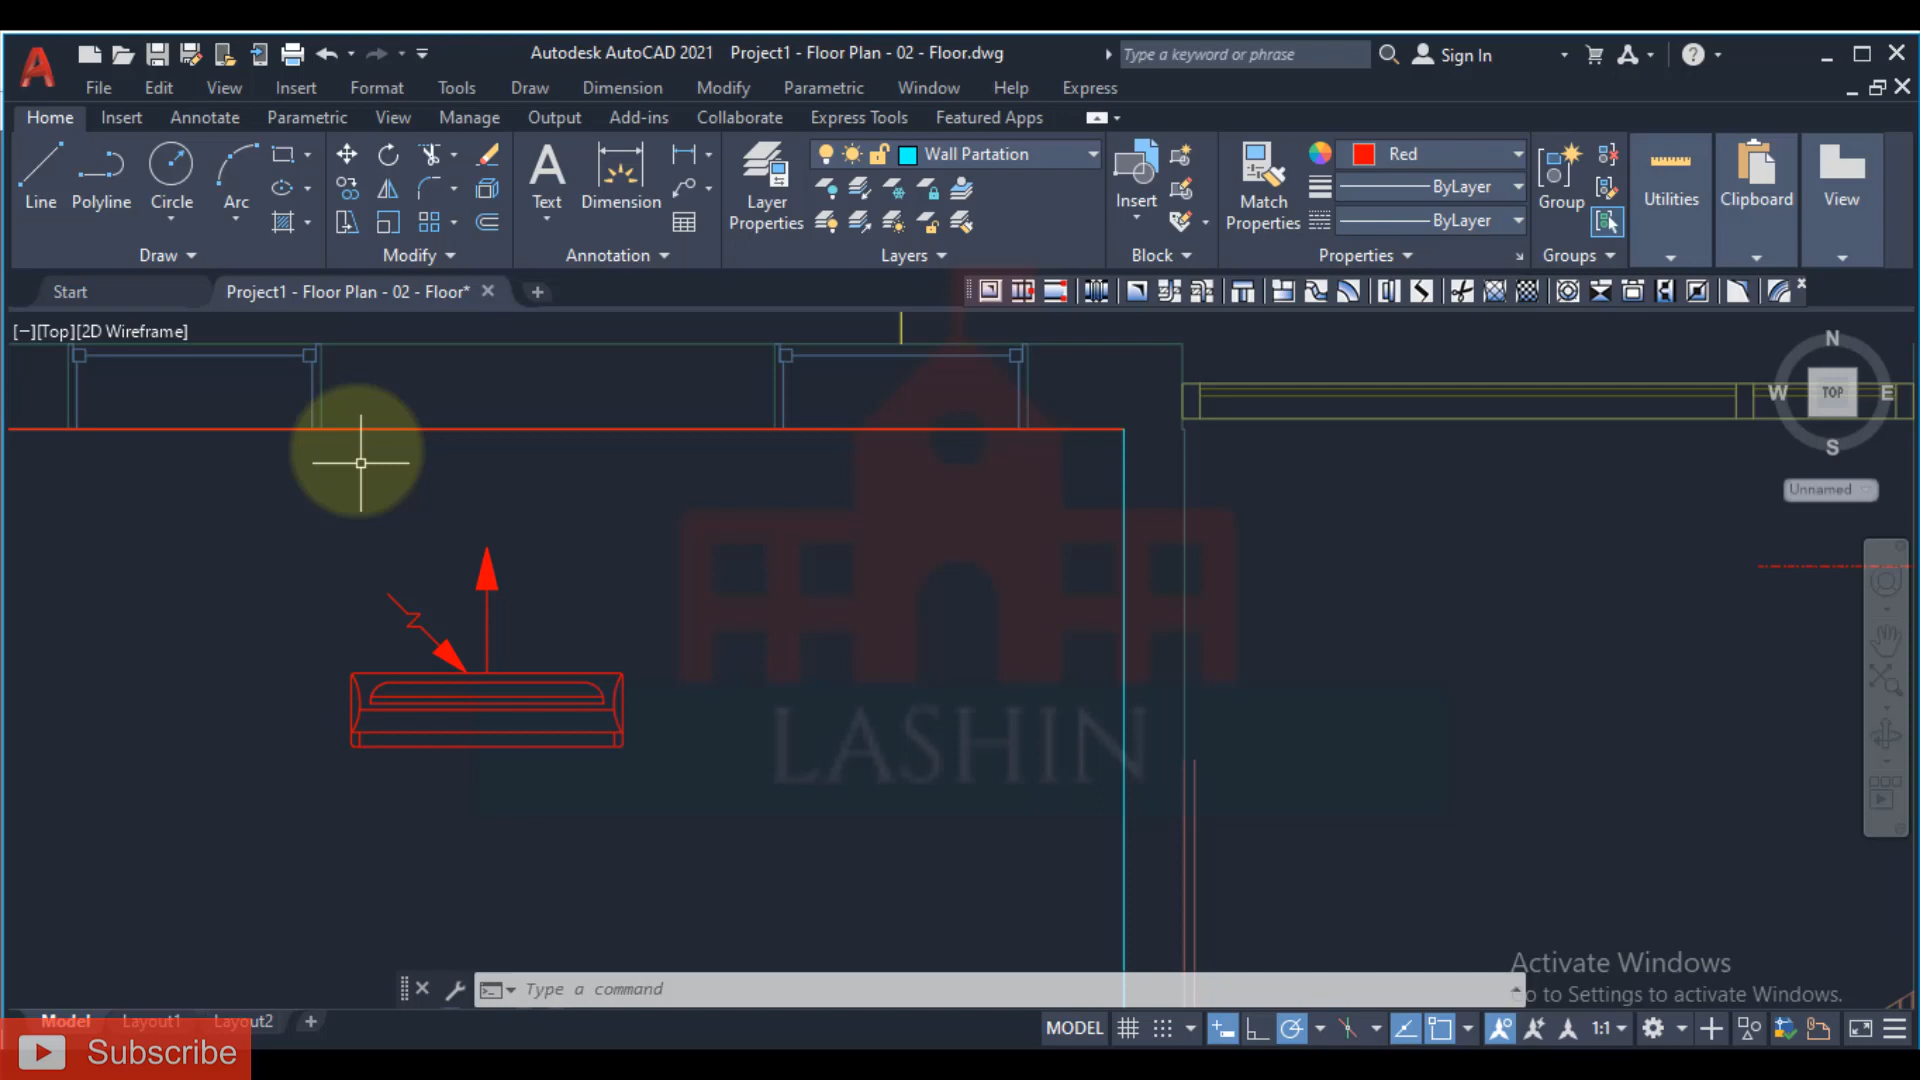 Autodesk AutoCAD 2021 Project1 - Floor Plan - 02 - Floor.dwg
Type a keyword or phrase
Sign In
File Edit View Insert Format Tools Draw Dimension Modify Parametric Window Help Express
Home Insert Annotate Parametric View Manage Output Add-ins Collaborate Express Tools Featured Apps
Wall Partation
Red
ByLayer
ByLayer
Line Polyline Circle Arc
Text Dimension
Layer Properties
Insert
Match Properties
Group
Utilities Clipboard View
Draw Modify Annotation Layers Block Properties Groups
Start Project1 - Floor Plan - 02 - Floor*
[−][Top][2D Wireframe]
N
W TOP E
S
Unnamed
LASHIN
Activate Windows
Go to Settings to activate Windows.
Type a command
Model Layout1 Layout2
MODEL 1:1
Subscribe